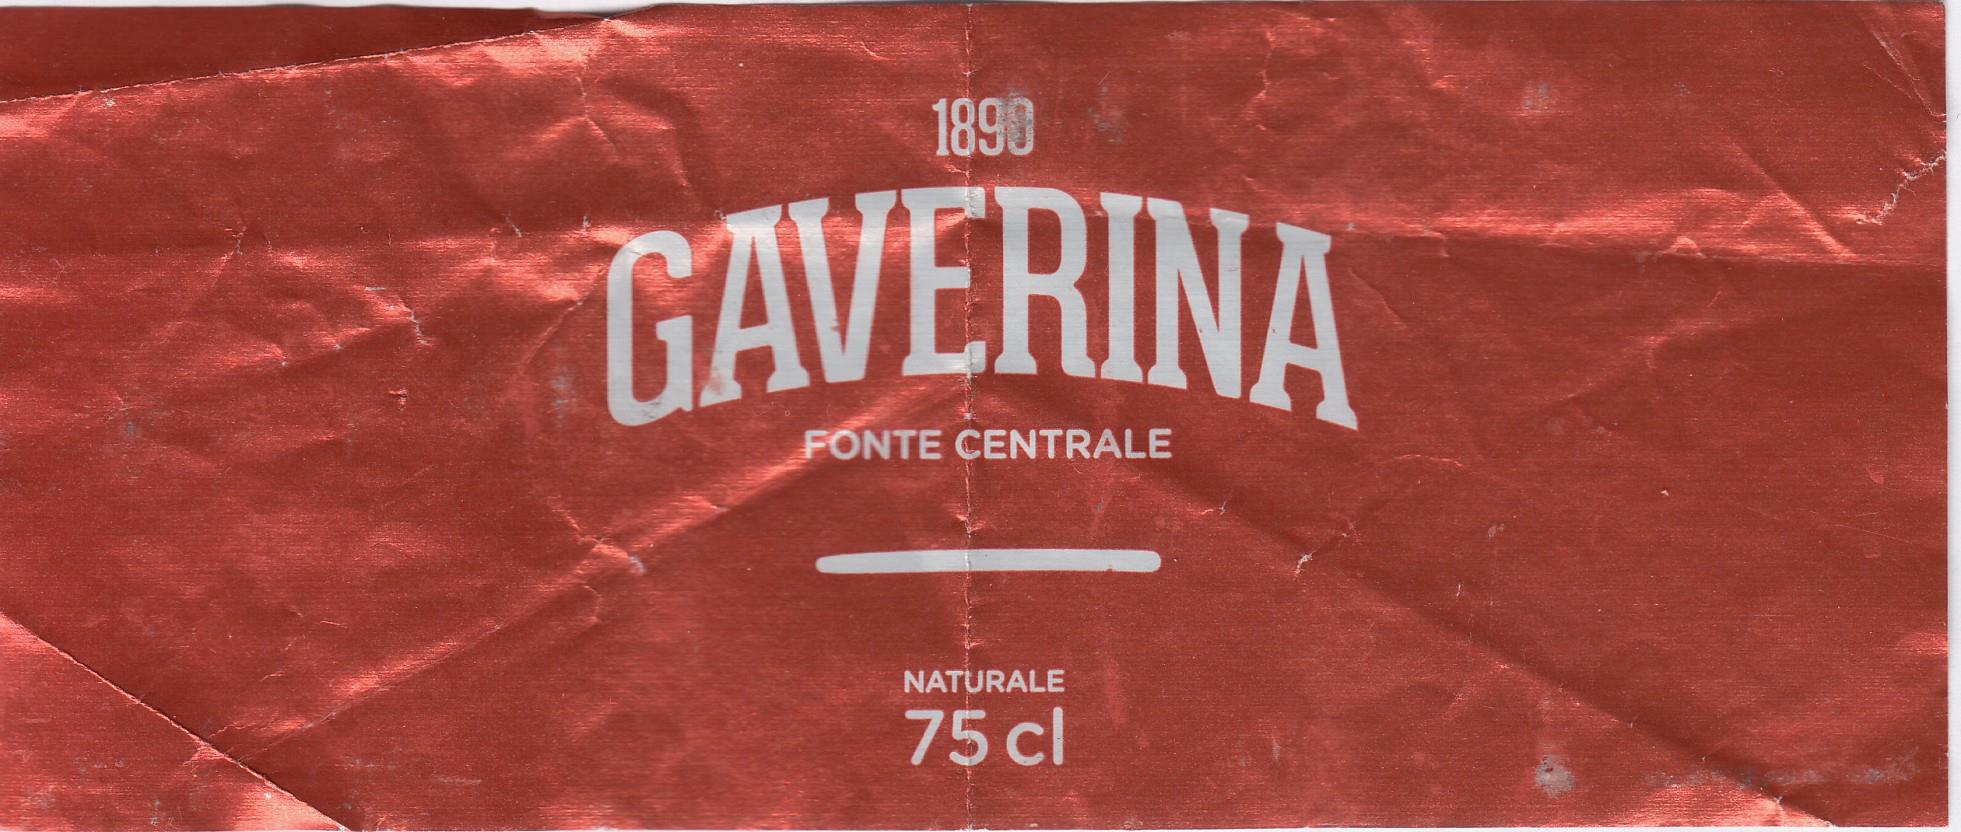 1890
GAVERINA
FONTE CENTRALE
NATURALE
75 cl